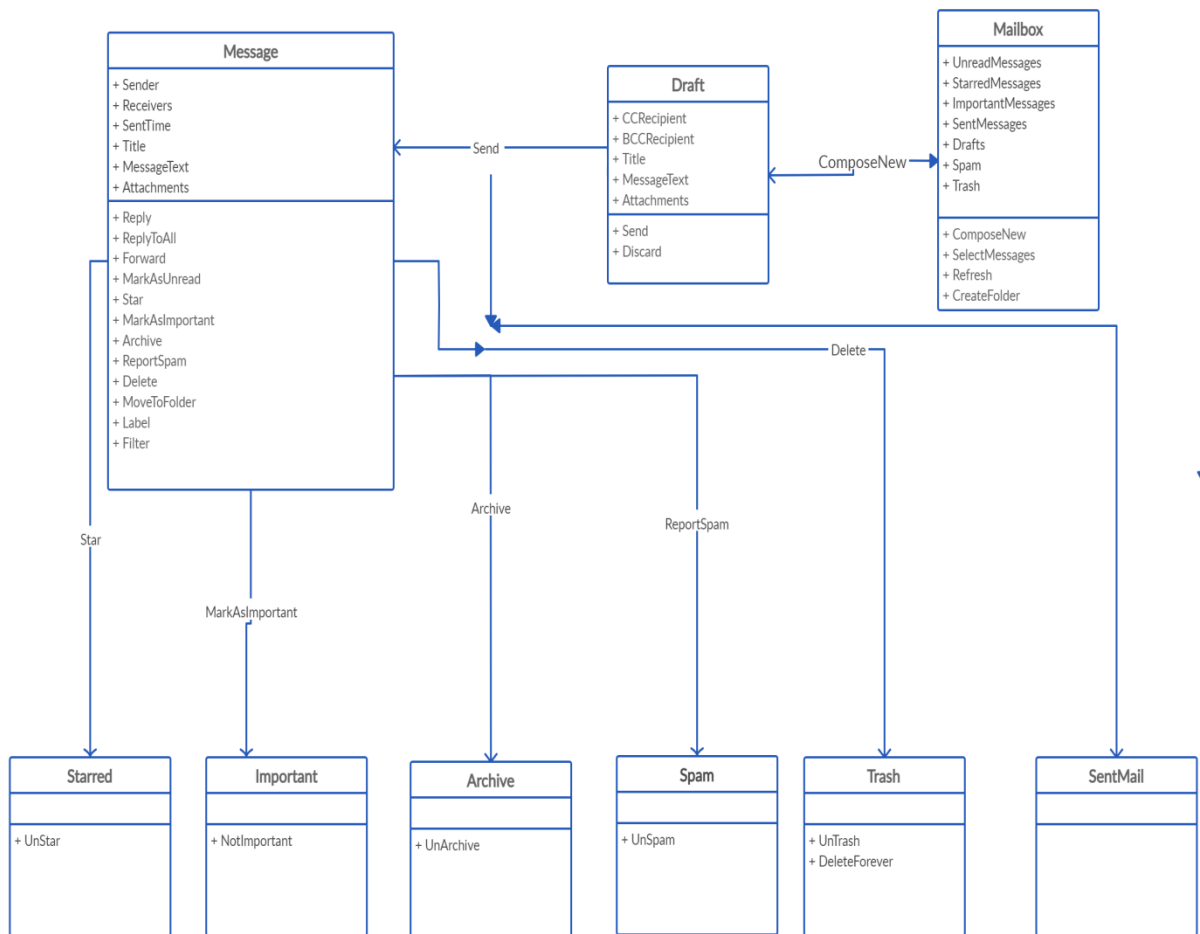 Message
+ Sender
+ Receivers
+ SentTime
+ Title
+ MessageText
+ Attachments
+ Reply
+ ReplyToAll
+ Forward
+ MarkAsUnread
+ Star
+ MarkAsImportant
+ Archive
+ ReportSpam
+ Delete
+ MoveToFolder
+ Label
+ Filter
Send
Draft
+ CCRecipient
+ BCCRecipient
+ Title
+ MessageText
+ Attachments
+ Send
+ Discard
ComposeNew
Mailbox
+ UnreadMessages
+ StarredMessages
+ ImportantMessages
+ SentMessages
+ Drafts
+ Spam
+ Trash
+ ComposeNew
+ SelectMessages
+ Refresh
+ CreateFolder
Delete
Archive
ReportSpam
Star
MarkAsImportant
Starred
+ UnStar
Important
+ NotImportant
Archive
+ UnArchive
Spam
+ UnSpam
Trash
+ UnTrash
+ DeleteForever
SentMail